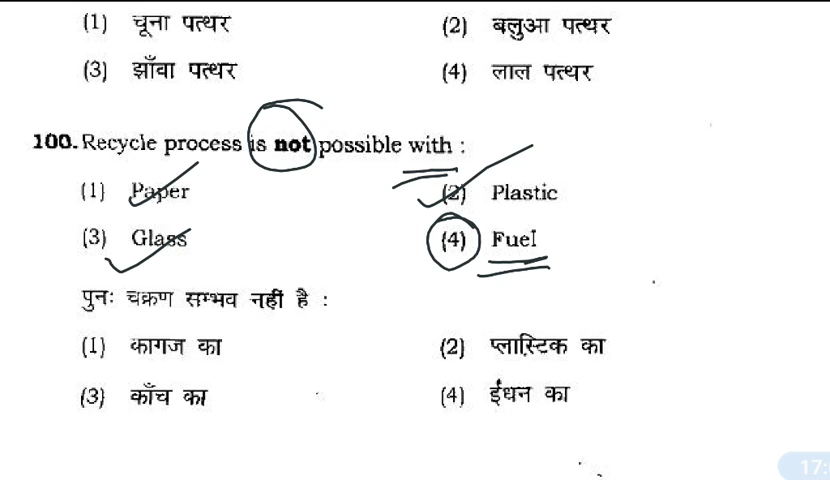 (1) चूना पत्थर (2) बलुआ पत्थर
(3) झाँवा पत्थर (4) लाल पत्थर
100. Recycle process is not possible with :
(1) Paper (2) Plastic
(3) Glass (4) Fuel
पुनः चक्रण सम्भव नहीं है :
(1) कागज का (2) प्लास्टिक का
(3) काँच का (4) ईंधन का
17: